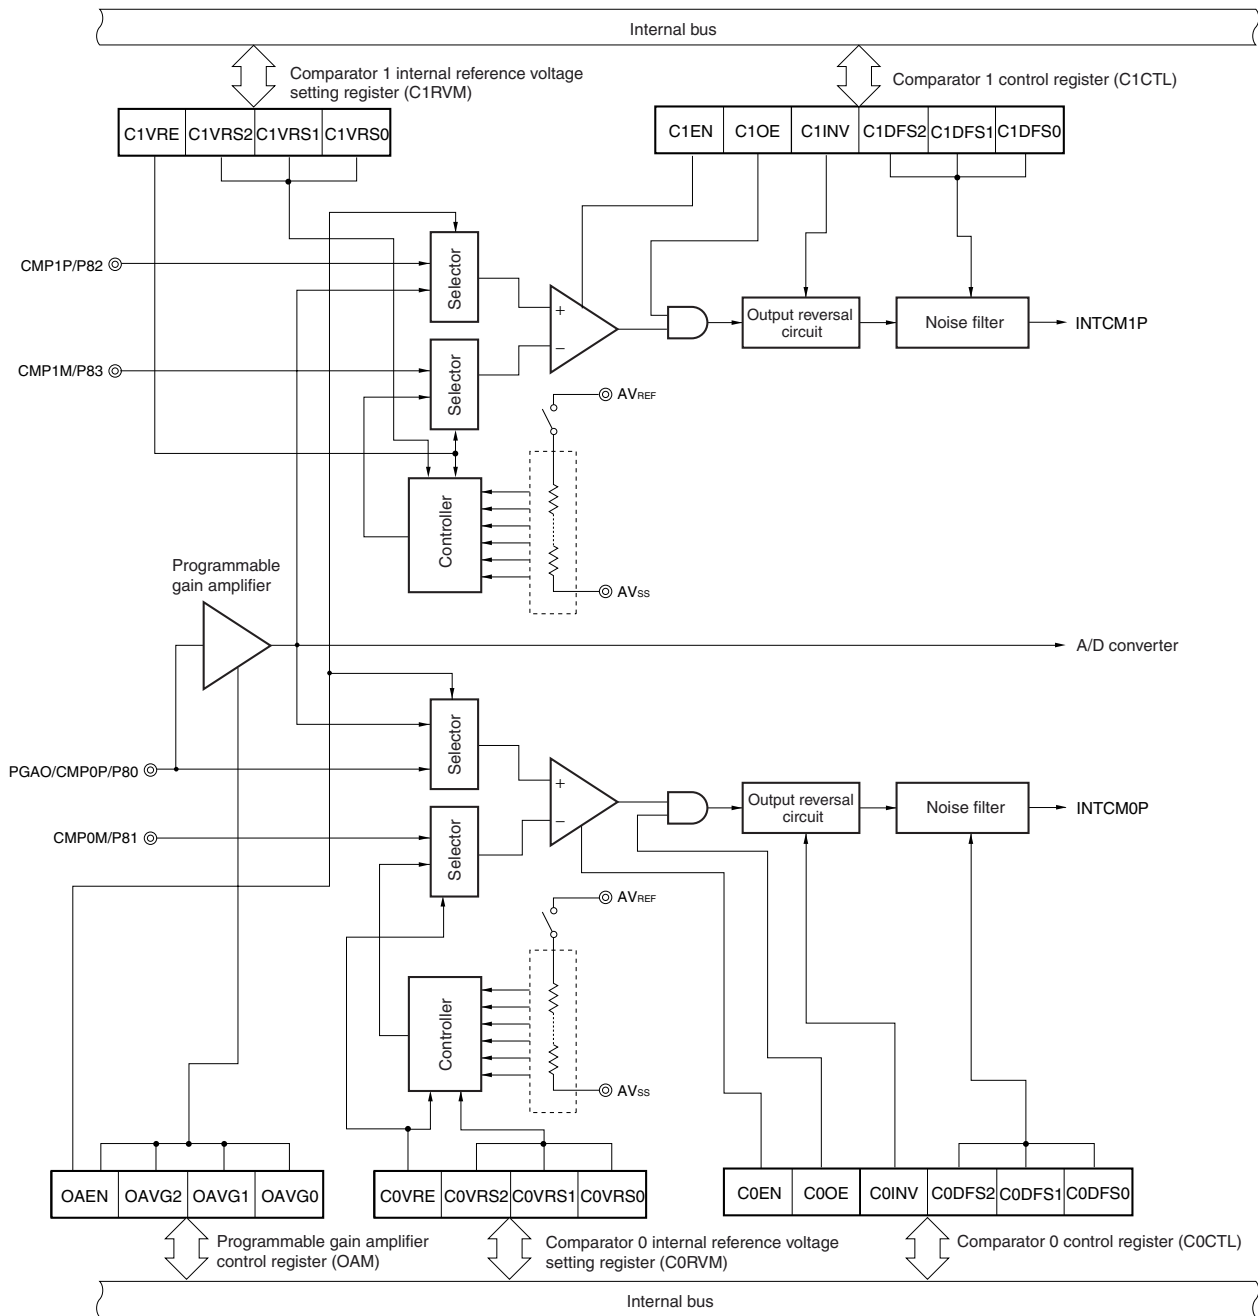 Internal bus
Comparator 1 internal reference voltage
setting register (C1RVM)
Comparator 1 control register (C1CTL)
C1VRE C1VRS2 C1VRS1 C1VRS0
C1EN C1OE C1INV C1DFS2 C1DFS1 C1DFS0
Selector
CMP1P/P82
+
−
Output reversal
circuit
Noise filter
INTCM1P
CMP1M/P83
Selector
AVREF
Controller
AVSS
Programmable
gain amplifier
A/D converter
Selector
PGAO/CMP0P/P80
+
−
Output reversal
circuit
Noise filter
INTCM0P
CMP0M/P81
Selector
AVREF
Controller
AVSS
OAEN OAVG2 OAVG1 OAVG0
C0VRE C0VRS2 C0VRS1 C0VRS0
C0EN C0OE C0INV C0DFS2 C0DFS1 C0DFS0
Programmable gain amplifier
control register (OAM)
Comparator 0 internal reference voltage
setting register (C0RVM)
Comparator 0 control register (C0CTL)
Internal bus